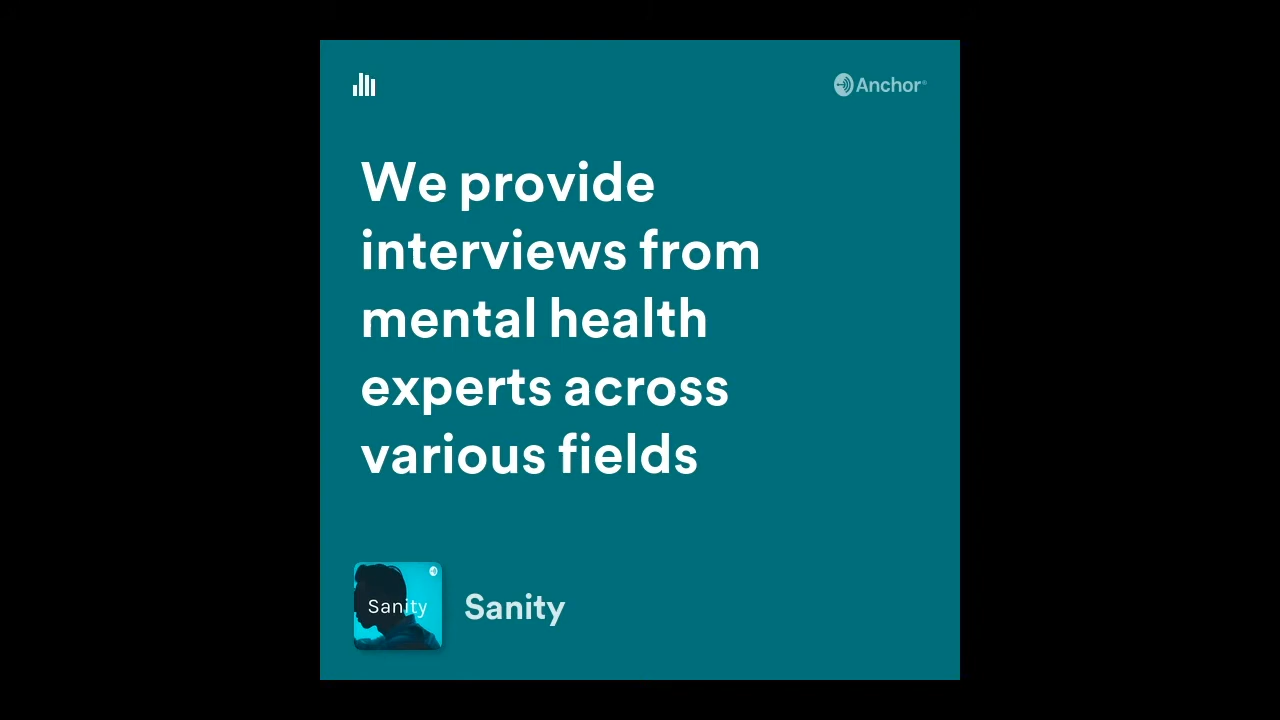 Anchor®
We provide
interviews from
mental health
experts across
various fields
Sanity
Sanity